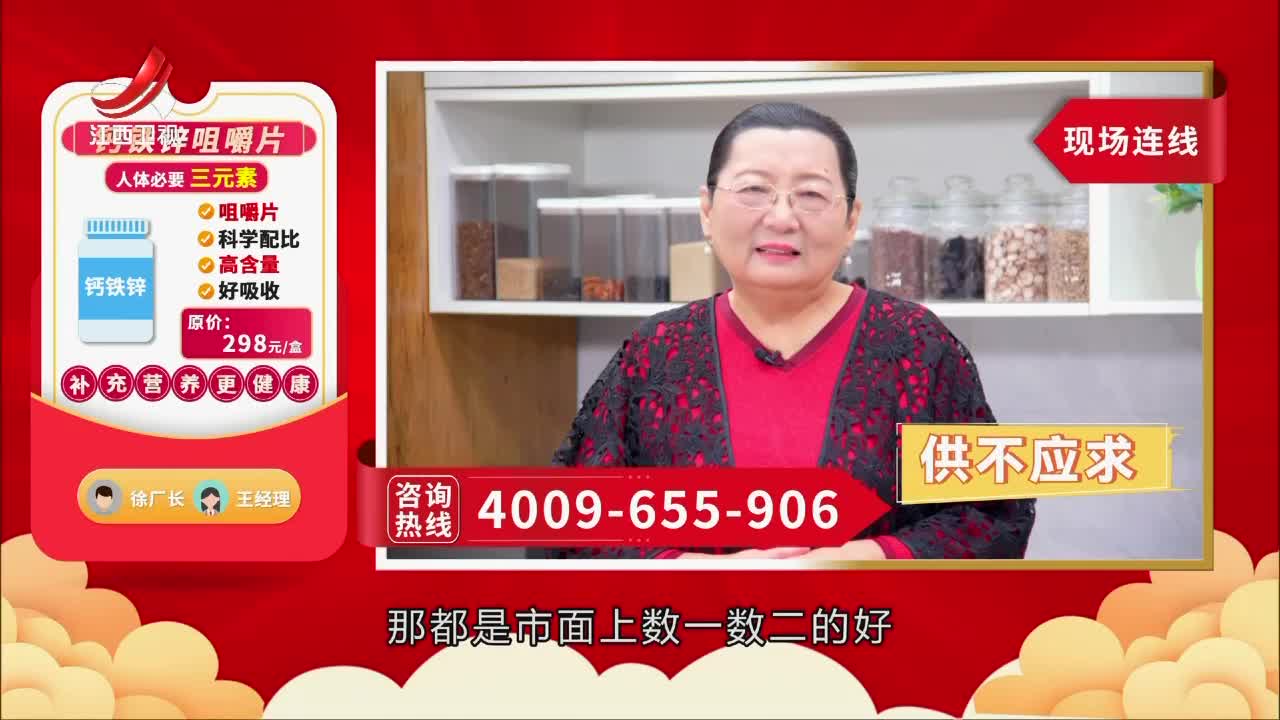 江西卫视
钙铁锌咀嚼片
人体必要 三元素
咀嚼片
科学配比
高含量
好吸收
钙铁锌
原价：
298元/盒
补充营养更健康
徐厂长 王经理
现场连线
供不应求
咨询热线
4009-655-906
那都是市面上数一数二的好